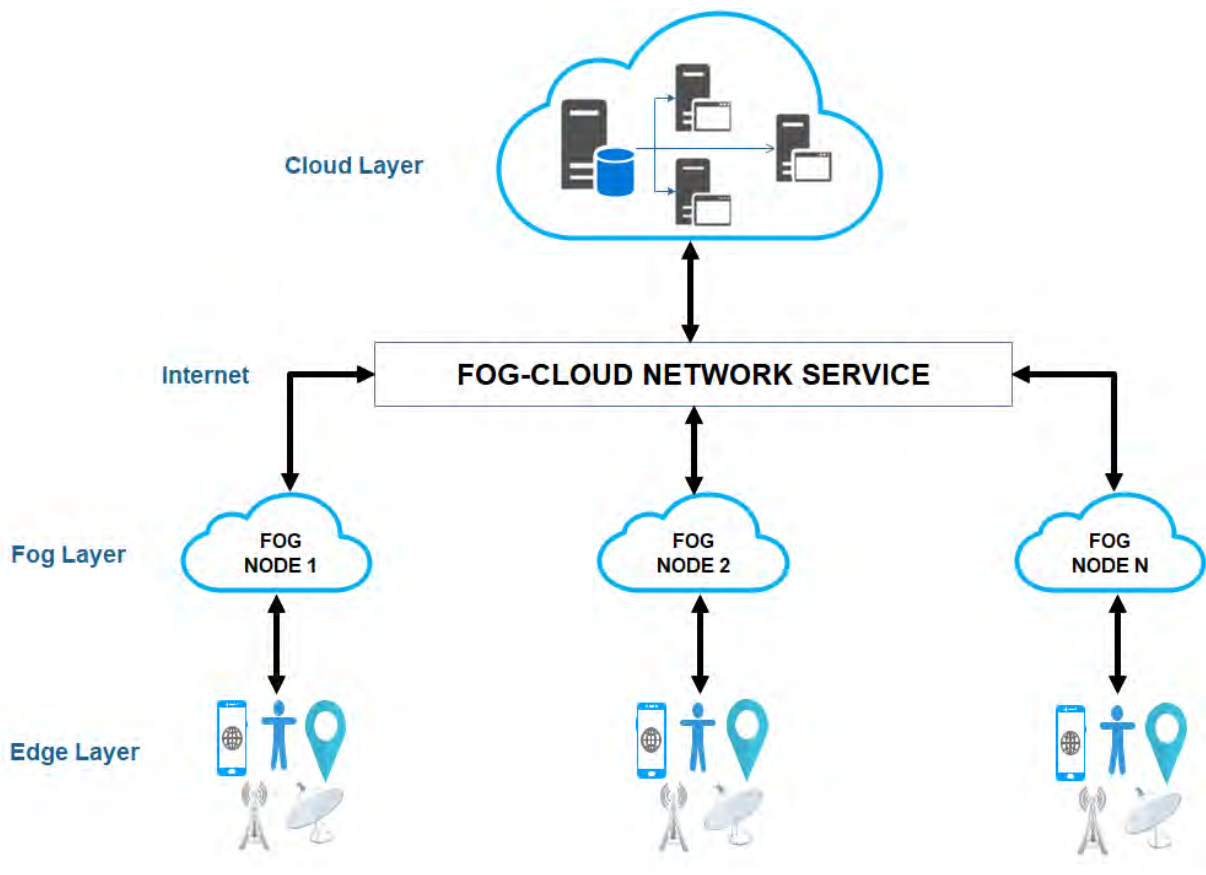 Cloud Layer
Internet
FOG-CLOUD NETWORK SERVICE
Fog Layer
FOG
NODE 1
FOG
NODE 2
FOG
NODE N
Edge Layer